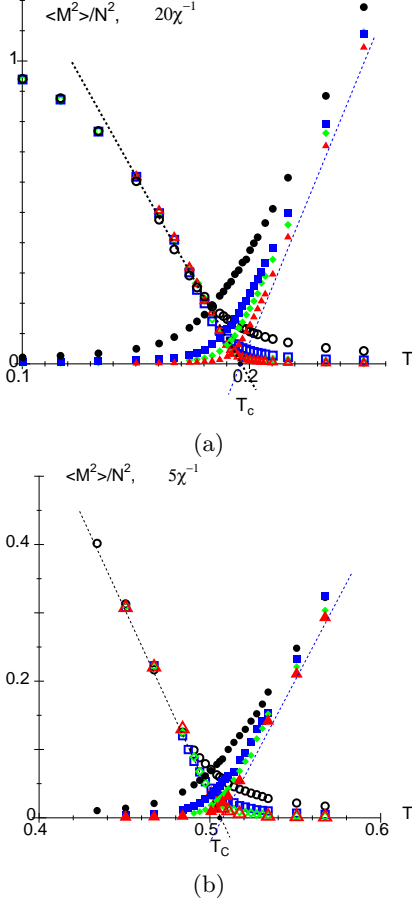 <M²>/N², 20χ⁻¹
1
0
0.1 0.2 T
T_C
(a)
<M²>/N², 5χ⁻¹
0.4
0.2
0
0.4 0.5 0.6 T
T_C
(b)